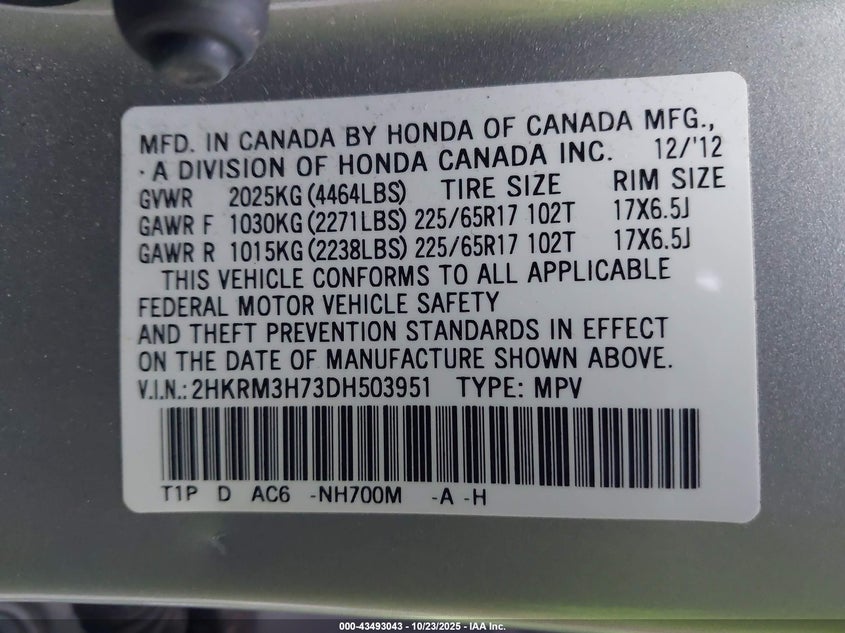 MFD. IN CANADA BY HONDA OF CANADA MFG.,
A DIVISION OF HONDA CANADA INC. 12/'12
GVWR 2025KG (4464LBS) TIRE SIZE RIM SIZE
GAWR F 1030KG (2271LBS) 225/65R17 102T 17X6.5J
GAWR R 1015KG (2238LBS) 225/65R17 102T 17X6.5J
THIS VEHICLE CONFORMS TO ALL APPLICABLE
FEDERAL MOTOR VEHICLE SAFETY
AND THEFT PREVENTION STANDARDS IN EFFECT
ON THE DATE OF MANUFACTURE SHOWN ABOVE.
V.I.N.: 2HKRM3H73DH503951 TYPE: MPV
T1P D AC6 -NH700M -A -H
000-43493043 - 10/23/2025 - IAA Inc.